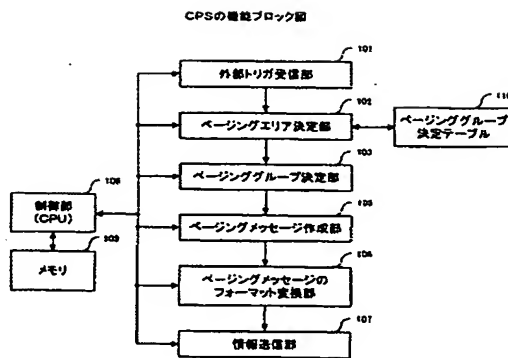 CPSの機能ブロック図
101
外部トリガ受信部
102
ページングエリア決定部
ページンググループ
決定テーブル
103
ページンググループ決定部
108
制御部
(CPU)
105
ページングメッセージ作成部
109
メモリ
106
ページングメッセージの
フォーマット変換部
107
情報送信部